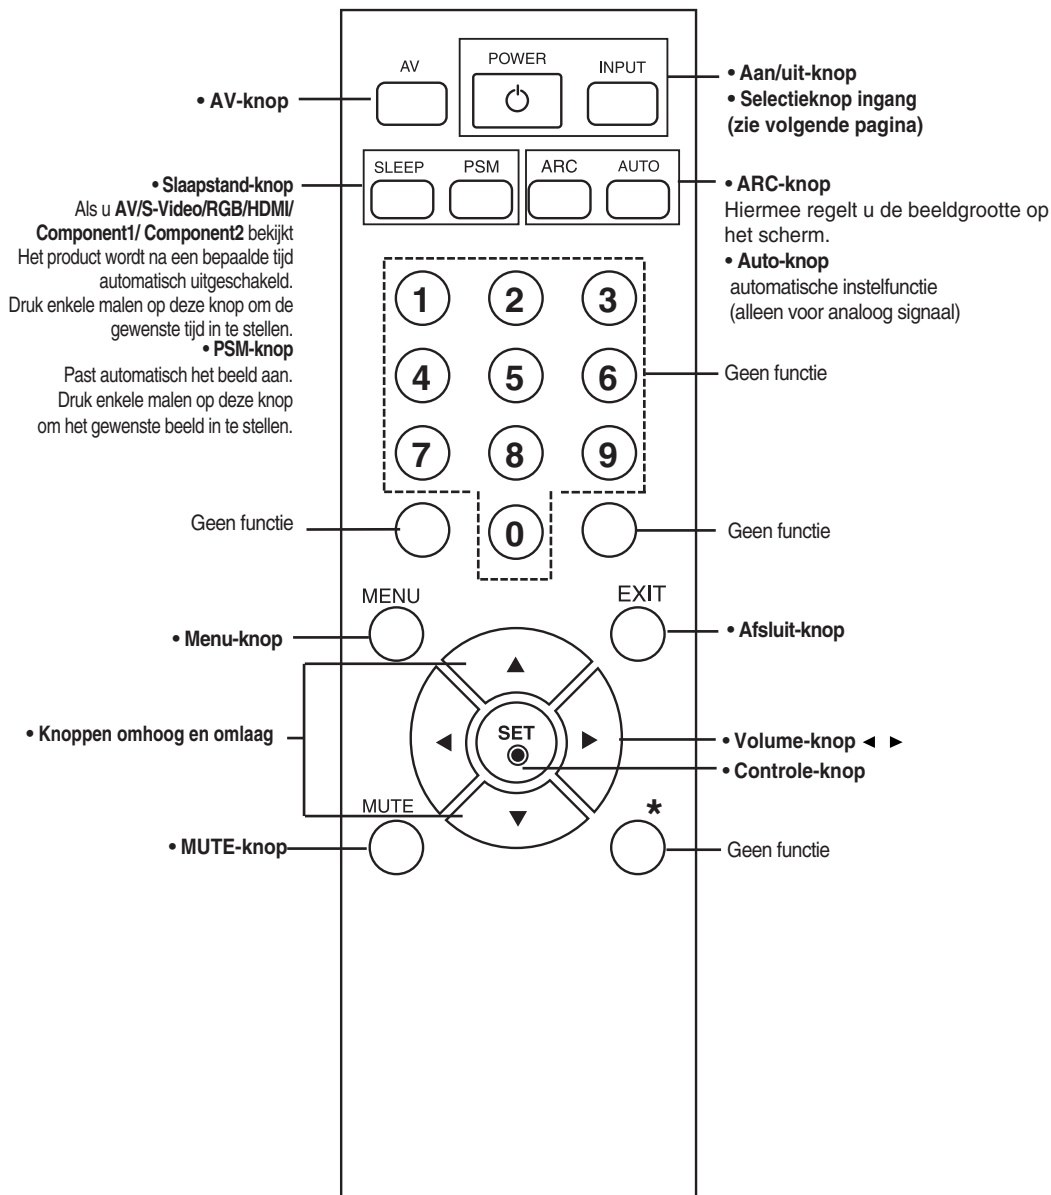 AV
POWER
INPUT
• AV-knop
• Aan/uit-knop
• Selectieknop ingang
(zie volgende pagina)
SLEEP
PSM
ARC
AUTO
• Slaapstand-knop
Als u AV/S-Video/RGB/HDMI/
Component1/ Component2 bekijkt
Het product wordt na een bepaalde tijd
automatisch uitgeschakeld.
Druk enkele malen op deze knop om de
gewenste tijd in te stellen.
• PSM-knop
Past automatisch het beeld aan.
Druk enkele malen op deze knop
om het gewenste beeld in te stellen.
• ARC-knop
Hiermee regelt u de beeldgrootte op
het scherm.
• Auto-knop
automatische instelfunctie
(alleen voor analoog signaal)
1 2 3
4 5 6
7 8 9
0
Geen functie
Geen functie
Geen functie
MENU
EXIT
• Menu-knop
• Afsluit-knop
• Knoppen omhoog en omlaag
SET
• Volume-knop ◄ ►
• Controle-knop
MUTE
*
• MUTE-knop
Geen functie